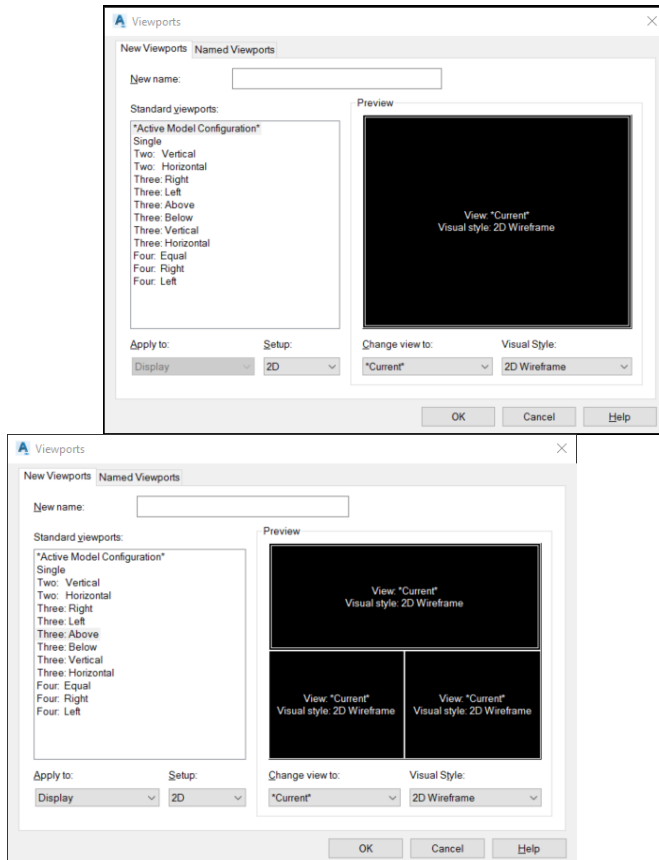 Viewports
New Viewports Named Viewports
New name:
Standard viewports:
Preview
*Active Model Configuration*
Single
Two: Vertical
Two: Horizontal
Three: Right
Three: Left
Three: Above
Three: Below
Three: Vertical
Three: Horizontal
Four: Equal
Four: Right
Four: Left
View: *Current*
Visual style: 2D Wireframe
Apply to: Setup: Change view to: Visual Style:
Display 2D *Current* 2D Wireframe
OK Cancel Help
Viewports
New Viewports Named Viewports
New name:
Standard viewports:
Preview
*Active Model Configuration*
Single
Two: Vertical
Two: Horizontal
Three: Right
Three: Left
Three: Above
Three: Below
Three: Vertical
Three: Horizontal
Four: Equal
Four: Right
Four: Left
View: *Current*
Visual style: 2D Wireframe
View: *Current*
Visual style: 2D Wireframe
View: *Current*
Visual style: 2D Wireframe
Apply to: Setup: Change view to: Visual Style:
Display 2D *Current* 2D Wireframe
OK Cancel Help